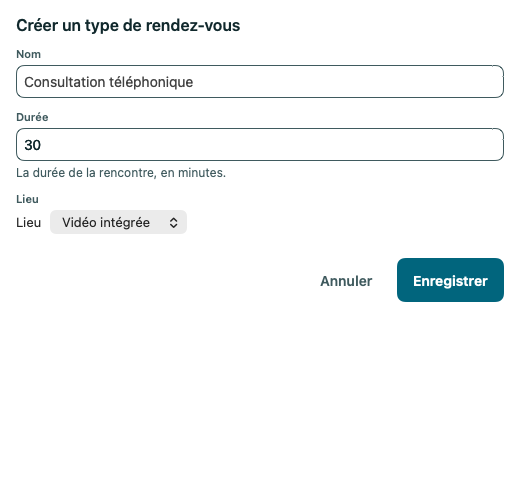 Créer un type de rendez-vous
Nom
Consultation téléphonique
Durée
30
La durée de la rencontre, en minutes.
Lieu
Lieu Vidéo intégrée
Annuler Enregistrer